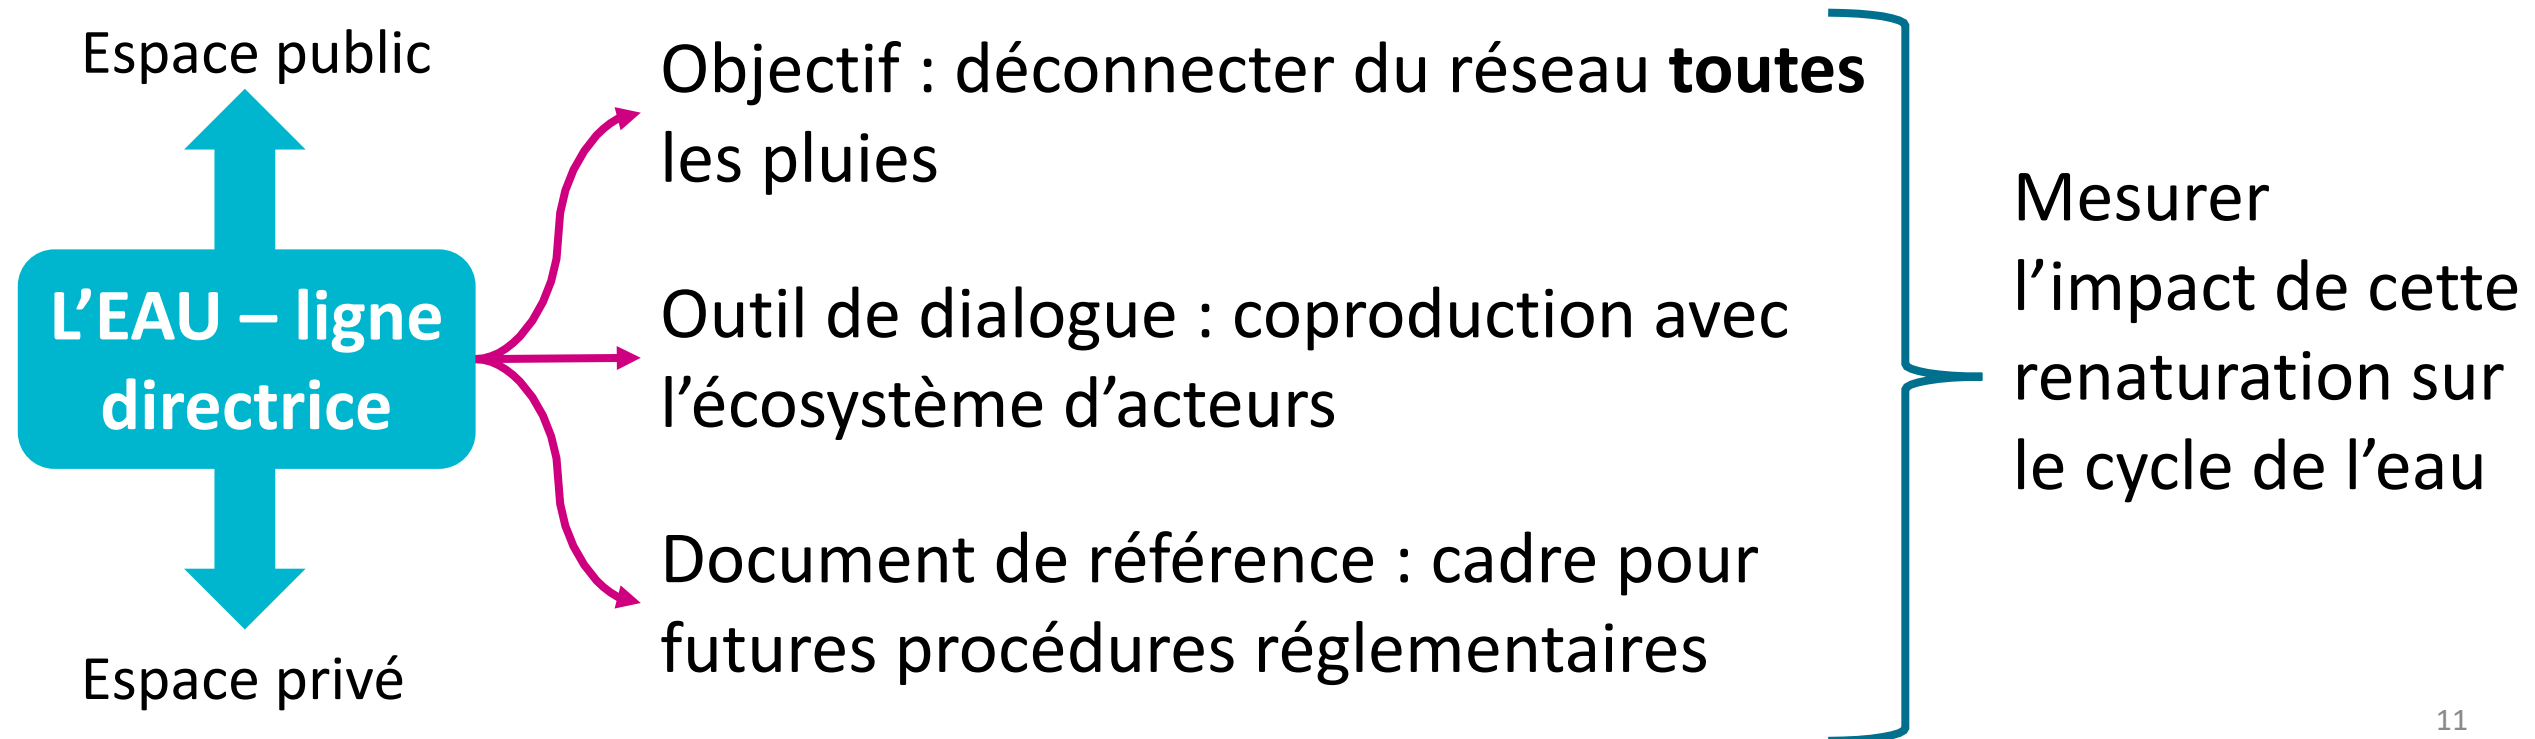 Espace public
L’EAU – ligne
directrice
Espace privé
Objectif : déconnecter du réseau toutes
les pluies
Outil de dialogue : coproduction avec
l’écosystème d’acteurs
Document de référence : cadre pour
futures procédures réglementaires
Mesurer
l’impact de cette
renaturation sur
le cycle de l’eau
11